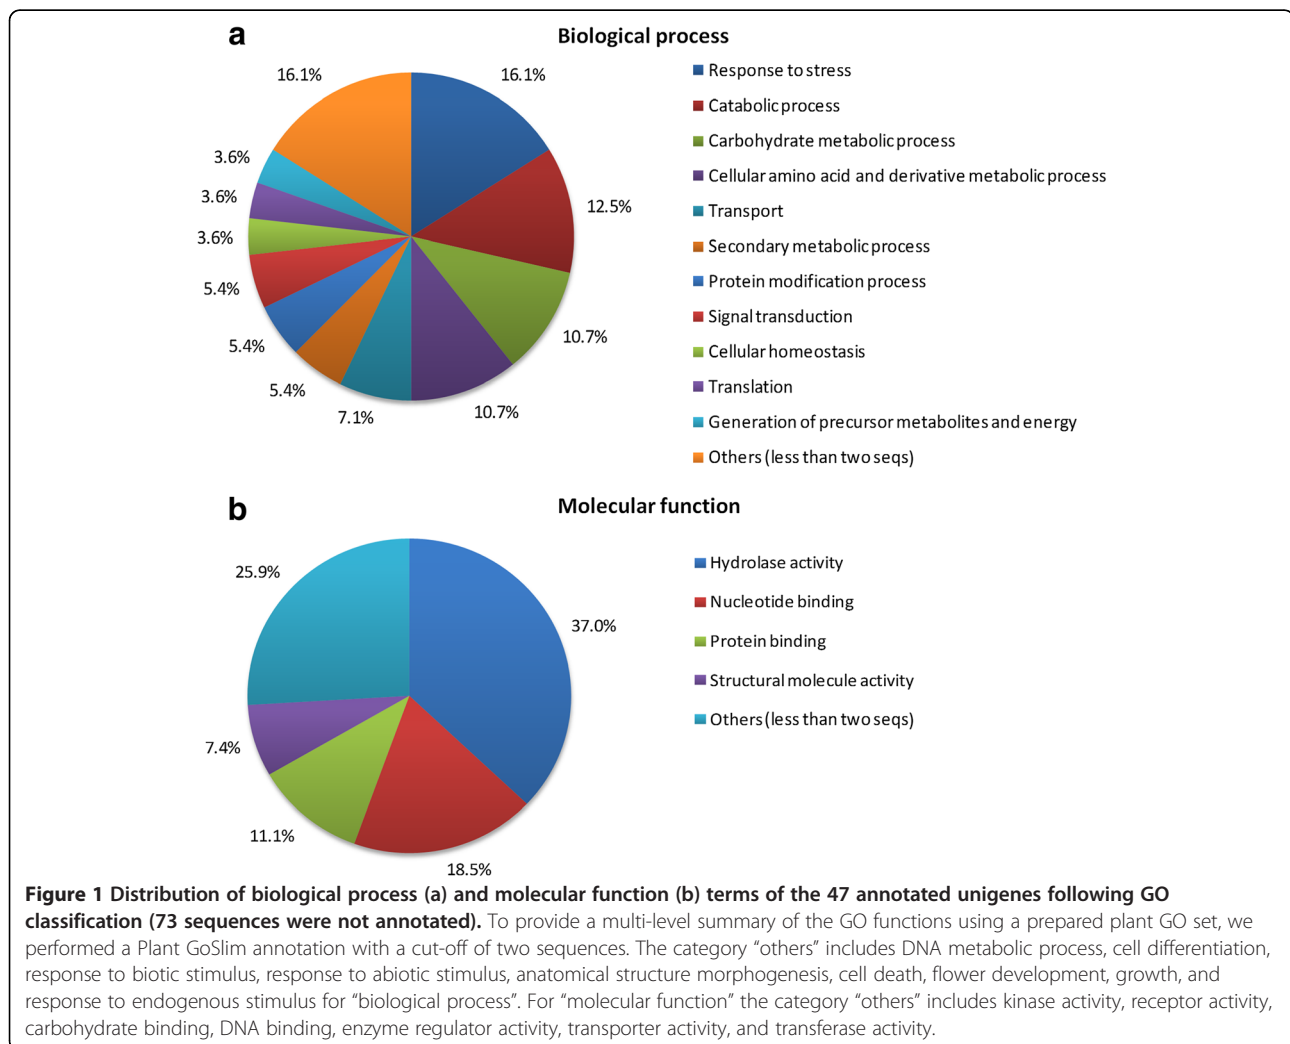 a
Biological process
16.1%
16.1%
3.6%
3.6%
3.6%
5.4%
5.4%
5.4%
7.1%
10.7%
10.7%
12.5%
Response to stress
Catabolic process
Carbohydrate metabolic process
Cellular amino acid and derivative metabolic process
Transport
Secondary metabolic process
Protein modification process
Signal transduction
Cellular homeostasis
Translation
Generation of precursor metabolites and energy
Others (less than two seqs)
b
Molecular function
25.9%
37.0%
7.4%
11.1%
18.5%
Hydrolase activity
Nucleotide binding
Protein binding
Structural molecule activity
Others (less than two seqs)
Figure 1 Distribution of biological process (a) and molecular function (b) terms of the 47 annotated unigenes following GO
classification (73 sequences were not annotated). To provide a multi-level summary of the GO functions using a prepared plant GO set, we
performed a Plant GoSlim annotation with a cut-off of two sequences. The category “others” includes DNA metabolic process, cell differentiation,
response to biotic stimulus, response to abiotic stimulus, anatomical structure morphogenesis, cell death, flower development, growth, and
response to endogenous stimulus for “biological process”. For “molecular function” the category “others” includes kinase activity, receptor activity,
carbohydrate binding, DNA binding, enzyme regulator activity, transporter activity, and transferase activity.